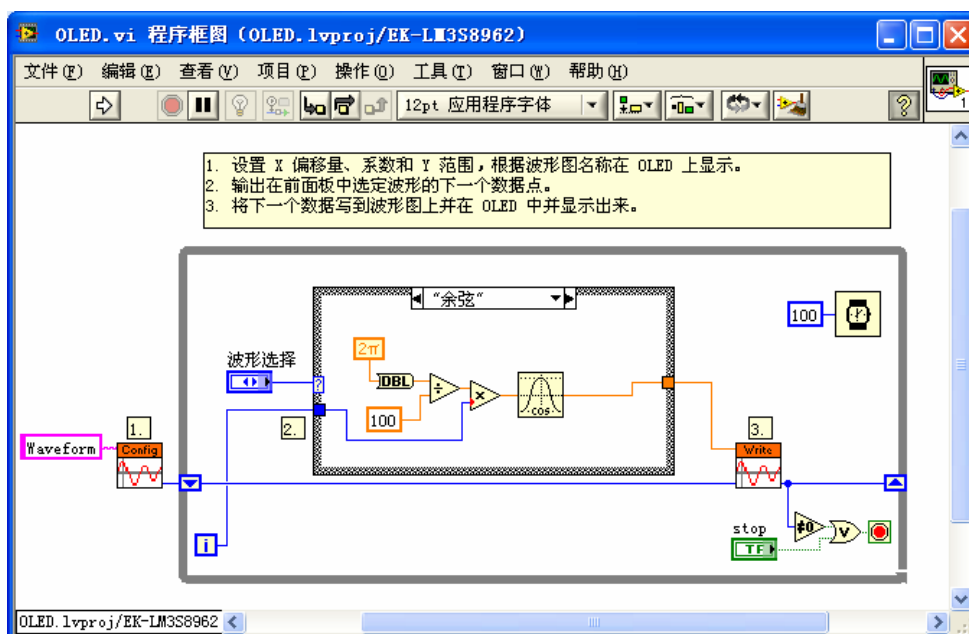 OLED.vi 程序框图 (OLED.lvproj/EK-LM3S8962)
文件(F) 编辑(E) 查看(V) 项目(P) 操作(O) 工具(T) 窗口(W) 帮助(H)
12pt 应用程序字体
?
1
1. 设置 X 偏移量、系数和 Y 范围,根据波形图名称在 OLED 上显示。
2. 输出在前面板中选定波形的下一个数据点。
3. 将下一个数据写到波形图上并在 OLED 中并显示出来。
"余弦"
100
2π
波形选择
DBL
÷
×
cos
?
100
1.
2.
3.
Waveform
Config
Write
i
stop
TF
≠0
V
OLED.lvproj/EK-LM3S8962